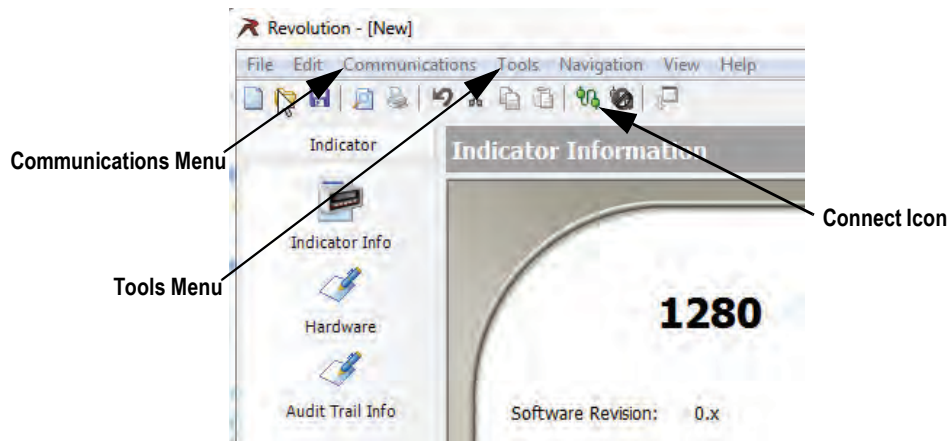 Revolution - [New]
File Edit Communications Tools Navigation View Help
Indicator
Indicator Information
Communications Menu
Connect Icon
Indicator Info
Tools Menu
1280
Hardware
Audit Trail Info
Software Revision: 0.x